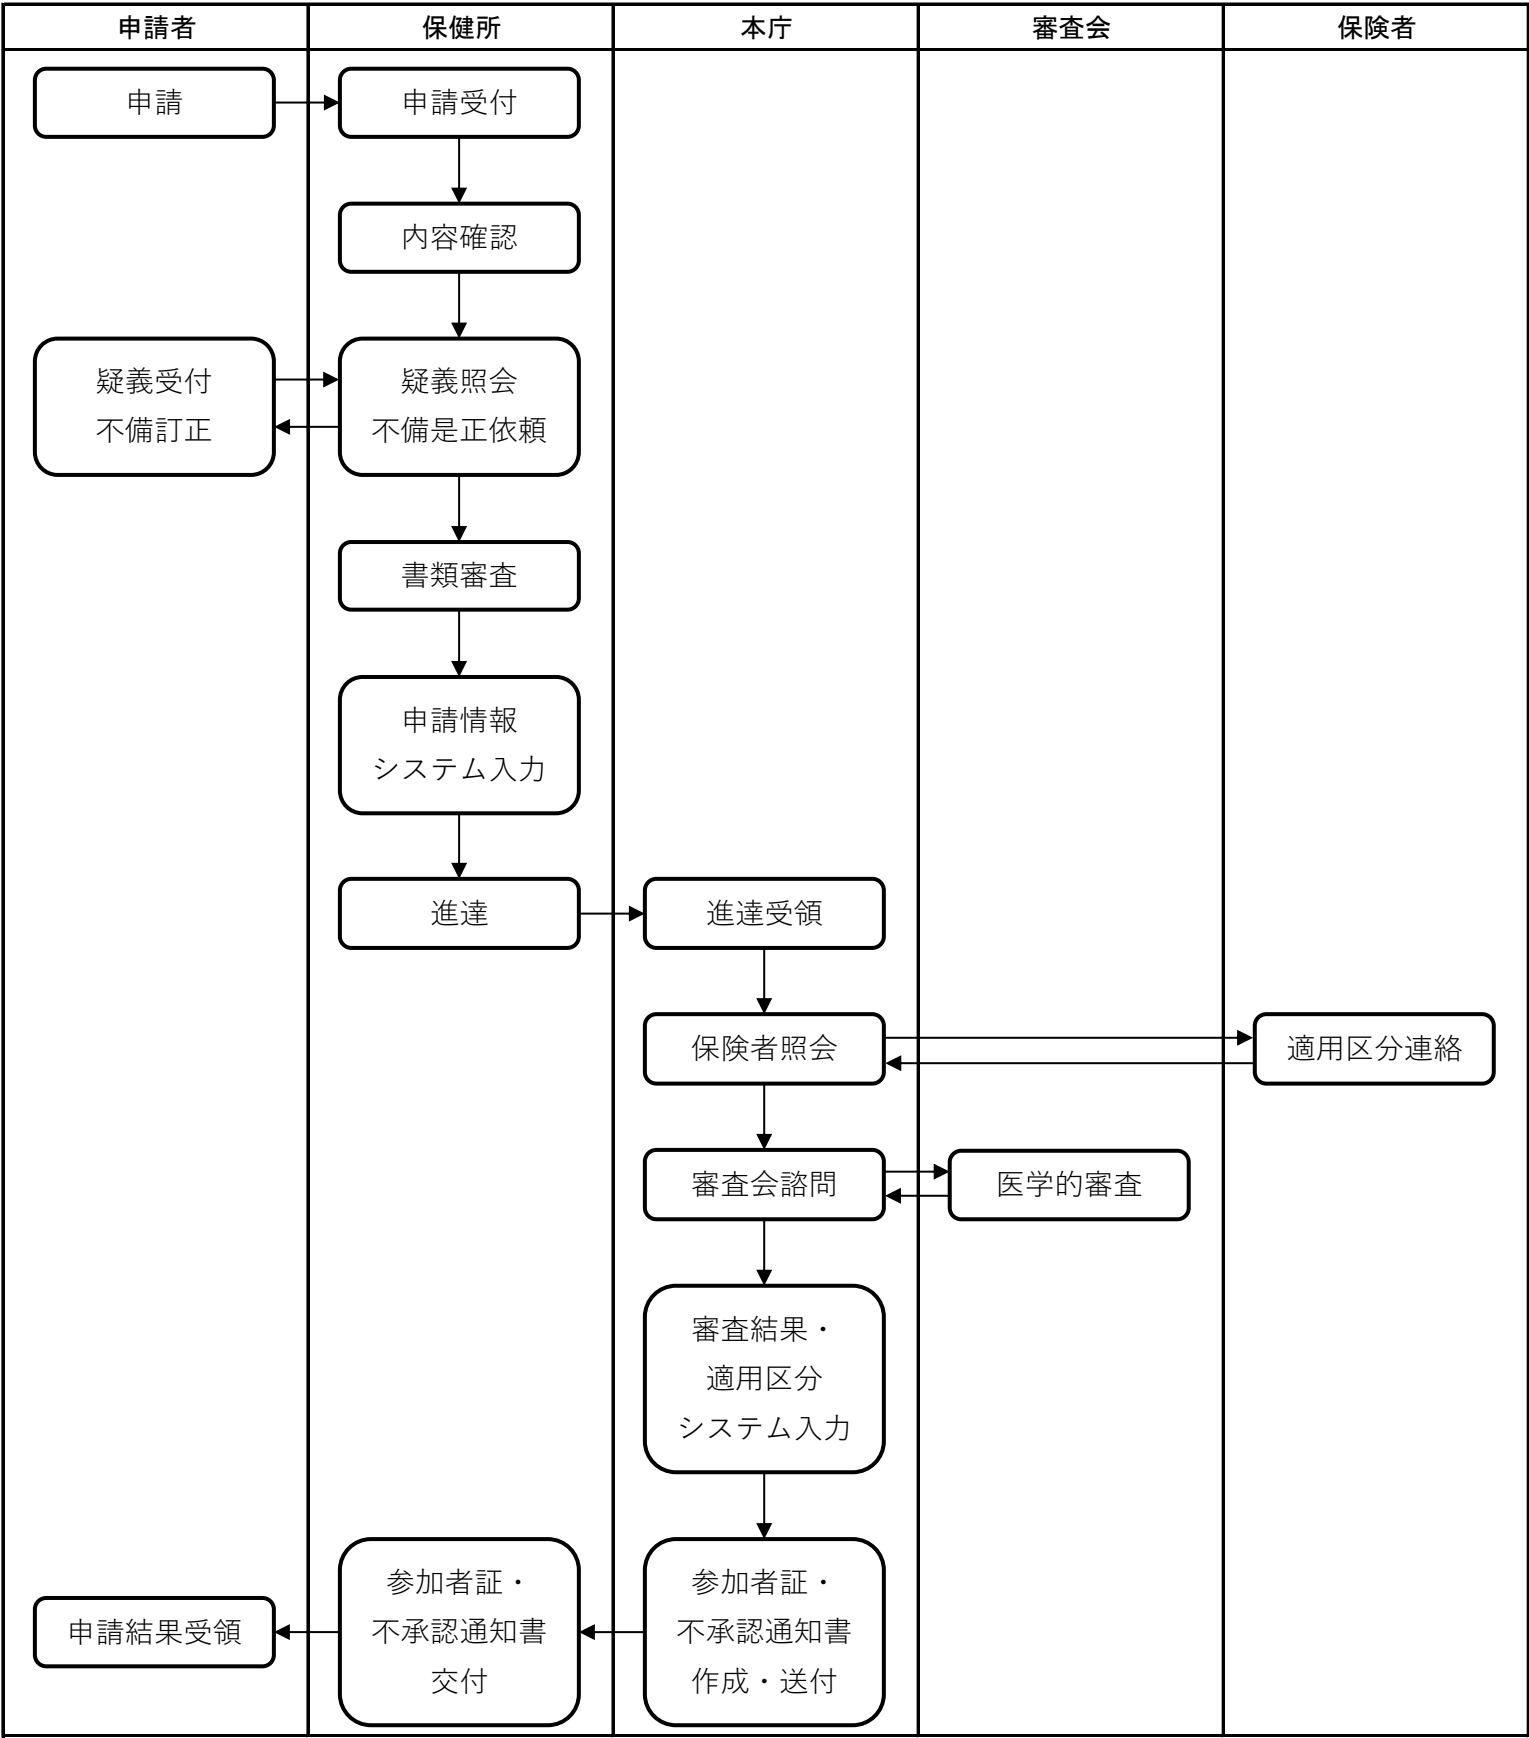 申請者
保健所
本庁
審査会
保険者
申請
申請受付
内容確認
疑義受付
不備訂正
疑義照会
不備是正依頼
書類審査
申請情報
システム入力
進達
進達受領
保険者照会
適用区分連絡
審査会諮問
医学的審査
審査結果・
適用区分
システム入力
申請結果受領
参加者証・
不承認通知書
交付
参加者証・
不承認通知書
作成・送付